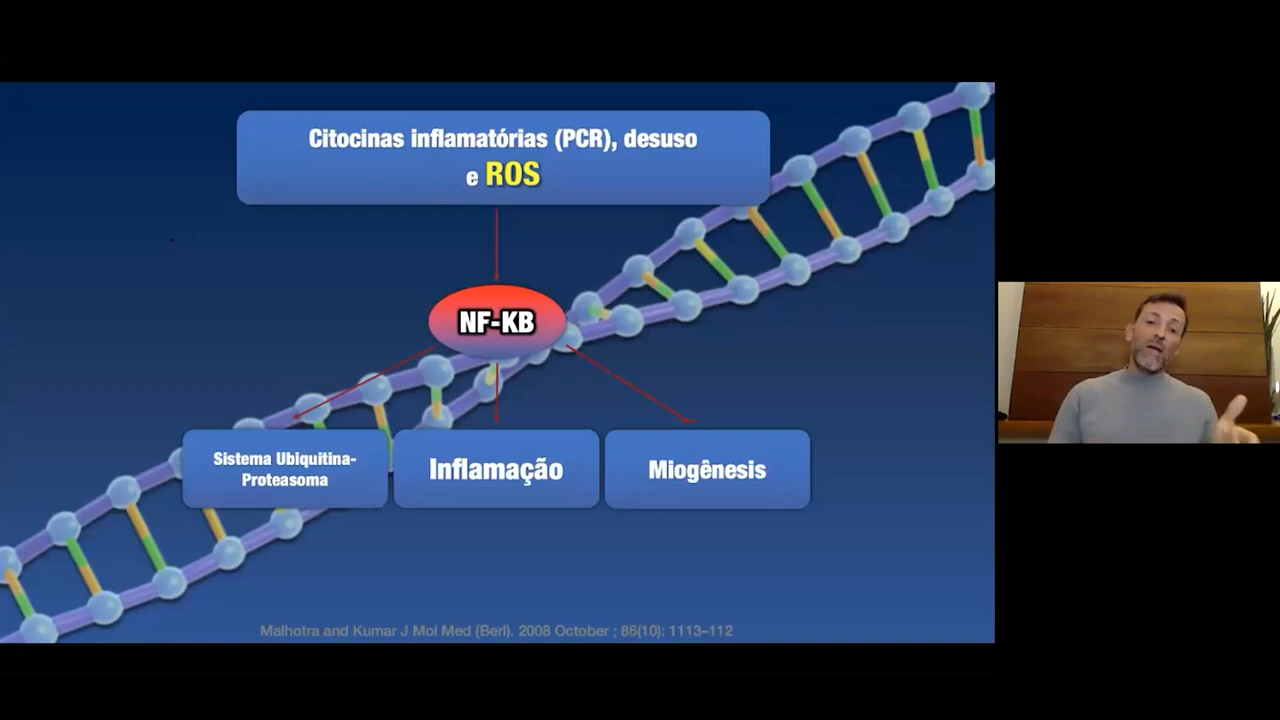 Citocinas inflamatórias (PCR), desuso
e ROS
NF-KB
Sistema Ubiquitina-
Proteasoma
Inflamação
Miogênesis
Malhotra and Kumar J Mol Med (Berl). 2008 October ; 86(10): 1113–112